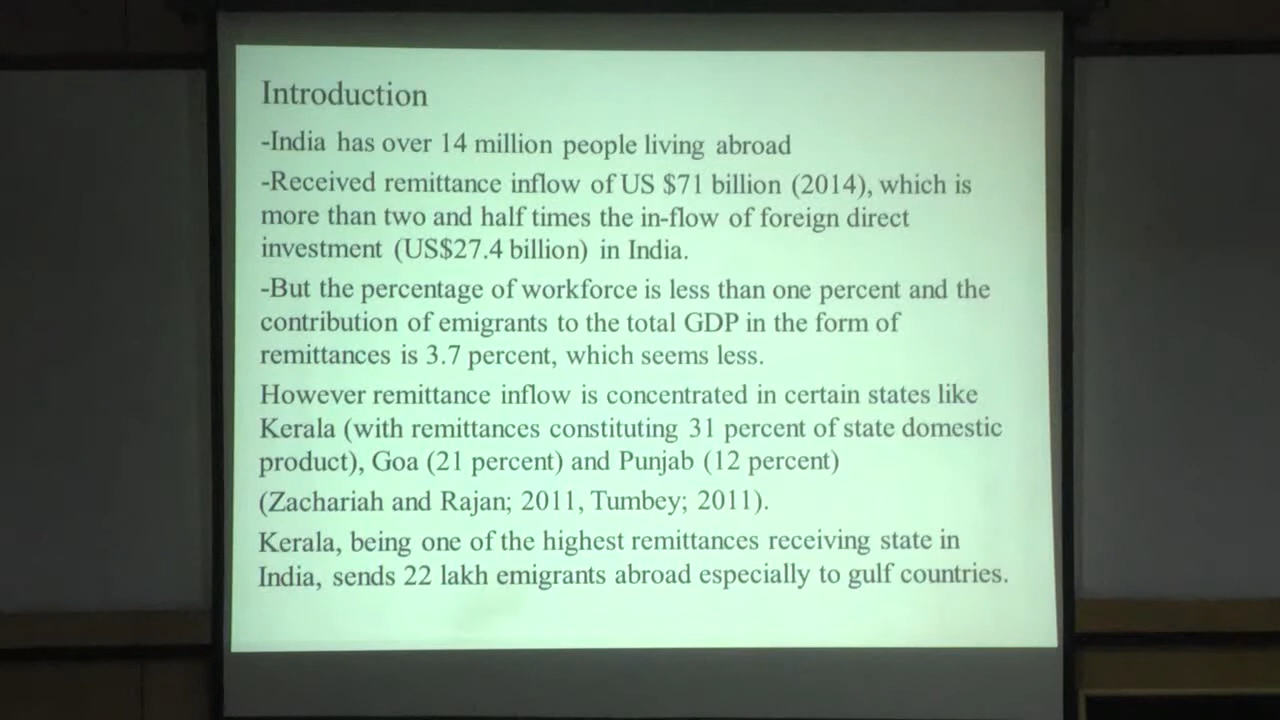 Introduction
-India has over 14 million people living abroad
-Received remittance inflow of US $71 billion (2014), which is
more than two and half times the in-flow of foreign direct
investment (US$27.4 billion) in India.
-But the percentage of workforce is less than one percent and the
contribution of emigrants to the total GDP in the form of
remittances is 3.7 percent, which seems less.
However remittance inflow is concentrated in certain states like
Kerala (with remittances constituting 31 percent of state domestic
product), Goa (21 percent) and Punjab (12 percent)
(Zachariah and Rajan; 2011, Tumbey; 2011).
Kerala, being one of the highest remittances receiving state in
India, sends 22 lakh emigrants abroad especially to gulf countries.